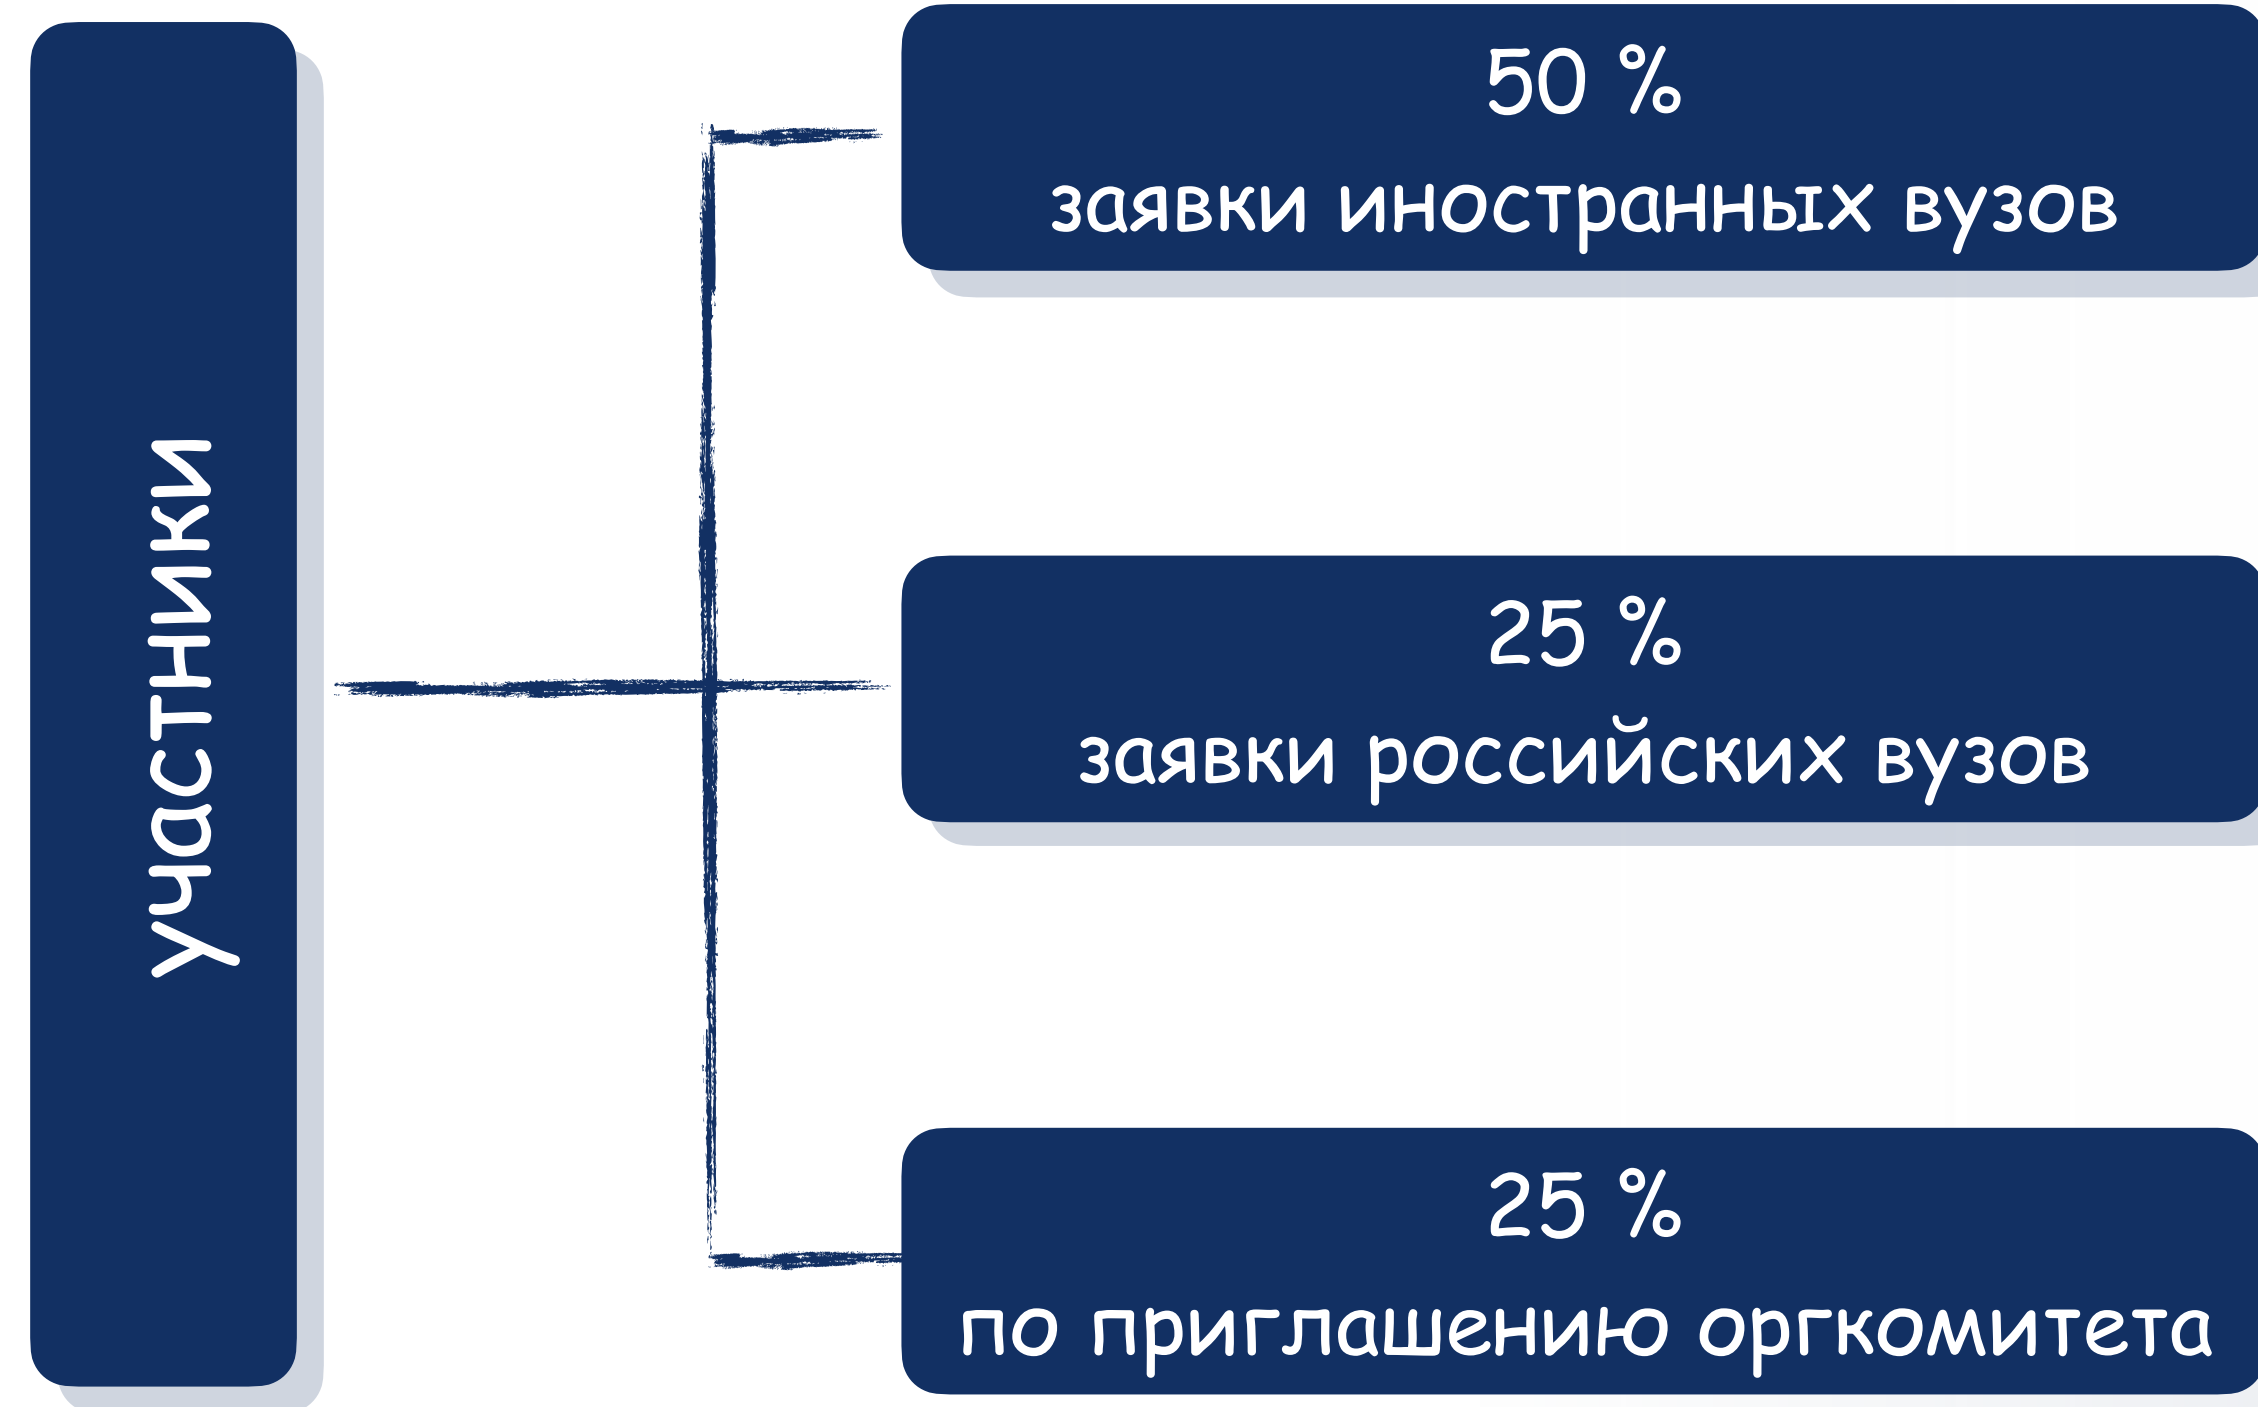 участники
50 %
заявки иностранных вузов
25 %
заявки российских вузов
25 %
по приглашению оргкомитета